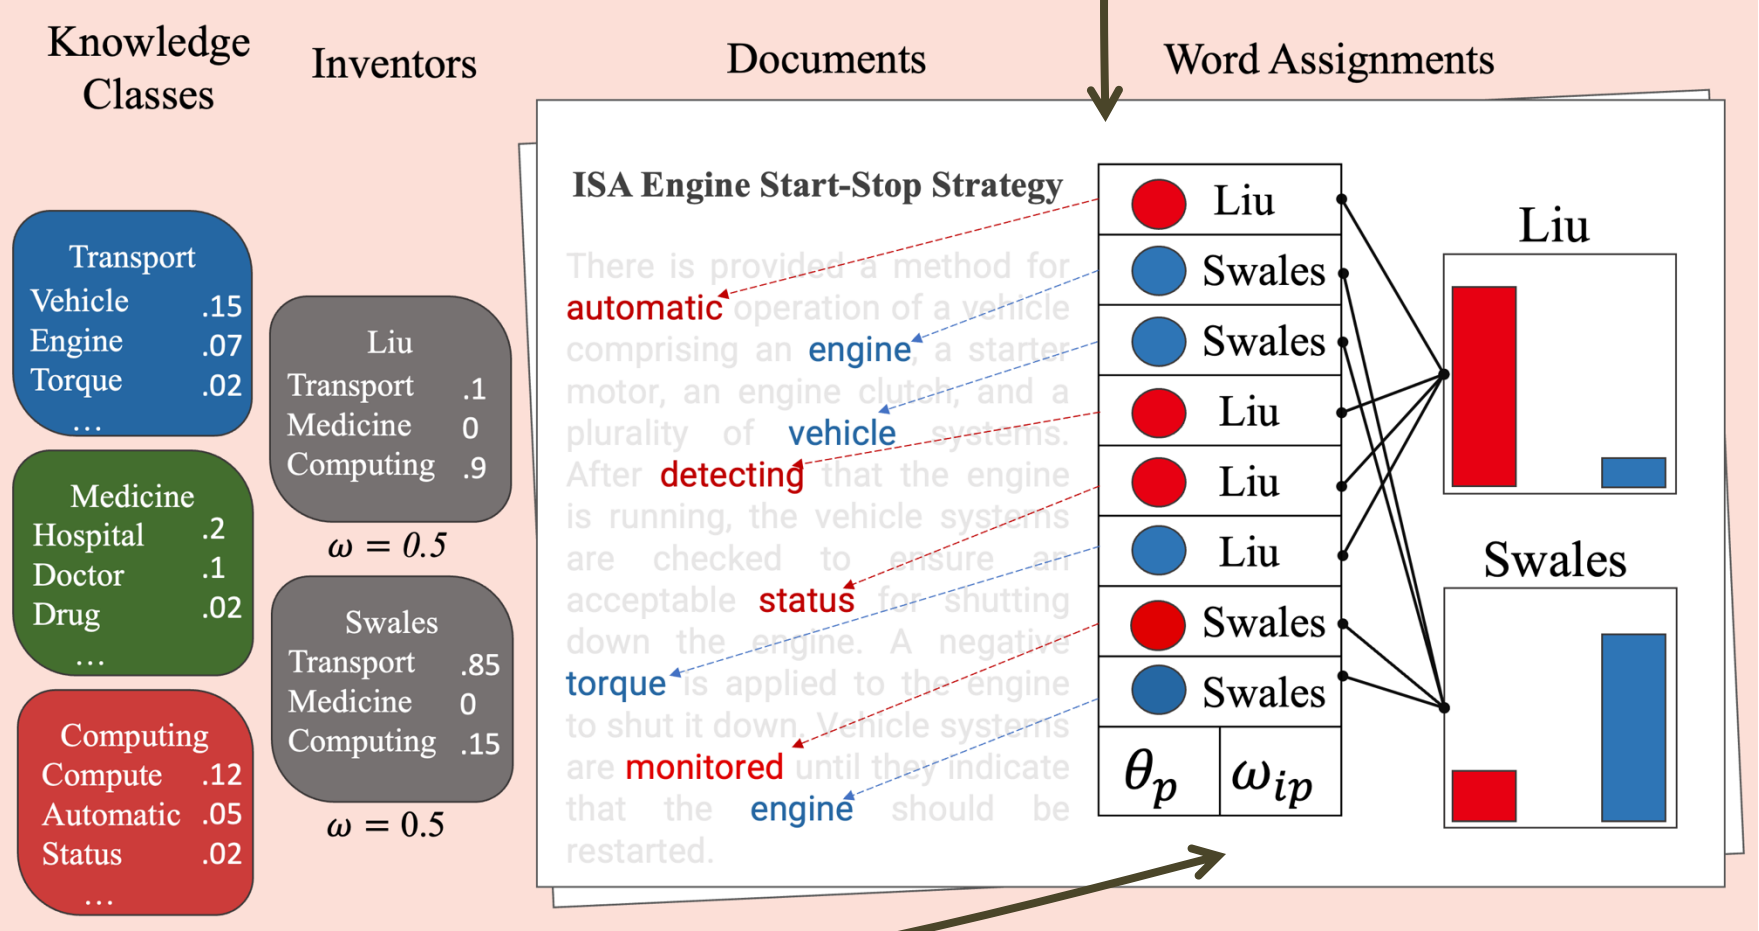 Knowledge
Classes
Inventors
Documents
Word Assignments
Transport
Vehicle .15
Engine .07
Torque .02
...
Medicine
Hospital .2
Doctor .1
Drug .02
...
Computing
Compute .12
Automatic .05
Status .02
...
Liu
Transport .1
Medicine 0
Computing .9
ω = 0.5
Swales
Transport .85
Medicine 0
Computing .15
ω = 0.5
ISA Engine Start-Stop Strategy
There is provided a method for
automatic operation of a vehicle
comprising an engine, a starter
motor, an engine clutch, and a
plurality of vehicle systems.
After detecting that the engine
is running, the vehicle systems
are checked to ensure an
acceptable status for shutting
down the engine. A negative
torque is applied to the engine
to shut it down. Vehicle systems
are monitored until they indicate
that the engine should be
restarted.
Liu
Swales
Swales
Liu
Liu
Liu
Swales
Swales
θp ωip
Liu
Swales